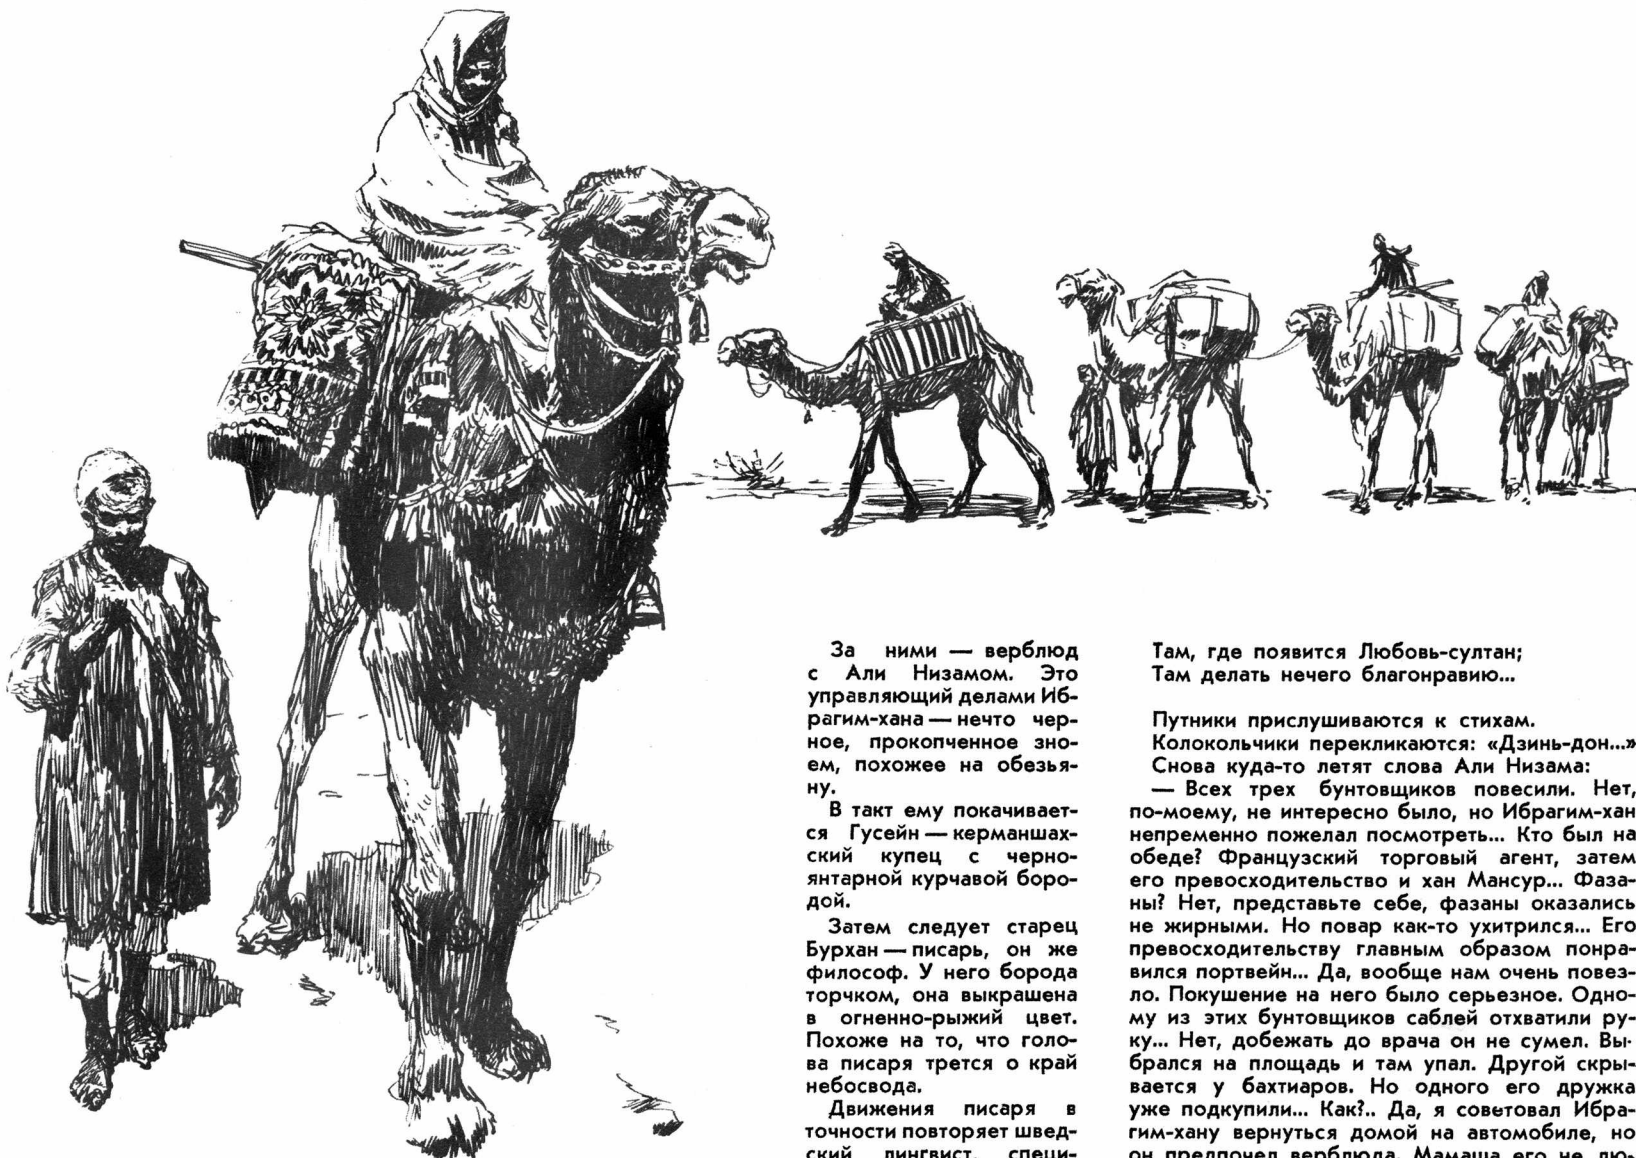 За ними — верблюд
с Али Низамом. Это
управляющий делами Иб-
рагим-хана — нечто чер-
ное, прокопченное зно-
ем, похожее на обезья-
ну.
В такт ему покачивает-
ся Гусейн — керманшах-
ский купец с черно-
янтарной курчавой боро-
дой.
Затем следует старец
Бурхан — писарь, он же
философ. У него борода
торчком, она выкрашена
в огненно-рыжий цвет.
Похоже на то, что голо-
ва писаря трется о край
небосвода.
Движения писаря в
точности повторяет швед-
ский лингвист, специ-
Там, где появится Любовь-султан;
Там делать нечего благонравию...
Путники прислушиваются к стихам.
Колокольчики перекликаются: «Дзинь-дон...»
Снова куда-то летят слова Али Низама:
— Всех трех бунтовщиков повесили. Нет,
по-моему, не интересно было, но Ибрагим-хан
непременно пожелал посмотреть... Кто был на
обеде? Французский торговый агент, затем
его превосходительство и хан Мансур... Фаза-
ны? Нет, представьте себе, фазаны оказались
не жирными. Но повар как-то ухитрился... Его
превосходительству главным образом понра-
вился портвейн... Да, вообще нам очень повез-
ло. Покушение на него было серьезное. Одно-
му из этих бунтовщиков саблей отхватили ру-
ку... Нет, добежать до врача он не сумел. Вы-
брался на площадь и там упал. Другой скры-
вается у бахтиаров. Но одного его дружка
уже подкупили... Как?.. Да, я советовал Ибра-
гим-хану вернуться домой на автомобиле, но
он предпочел верблюда. Мамаша его не лю-